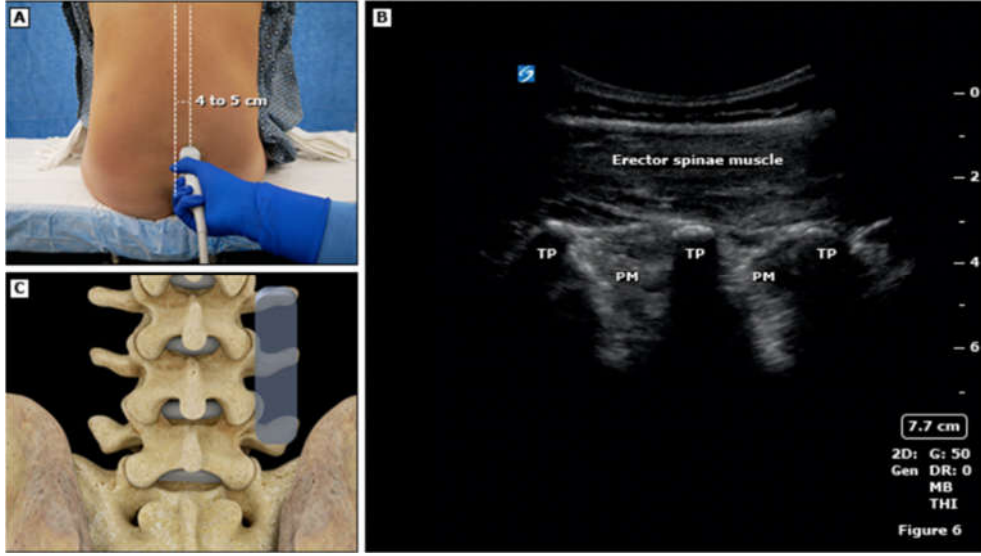 A
4 to 5 cm
C
B
Erector spinae muscle
TP
TP
TP
PM
PM
0
2
4
6
7.7 cm
2D: G: 50
Gen DR: 0
MB
THI
Figure 6